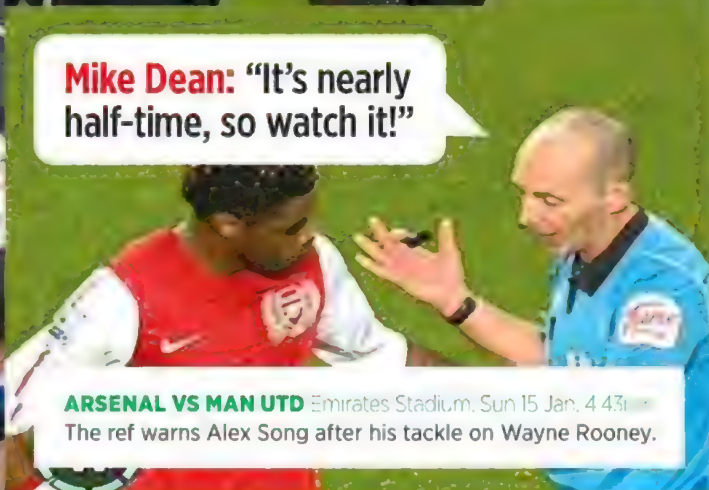 Mike Dean: “It’s nearly
half-time, so watch it!”
ARSENAL VS MAN UTD Emirates Stadium, Sun 15 Jan, 4.43
The ref warns Alex Song after his tackle on Wayne Rooney.